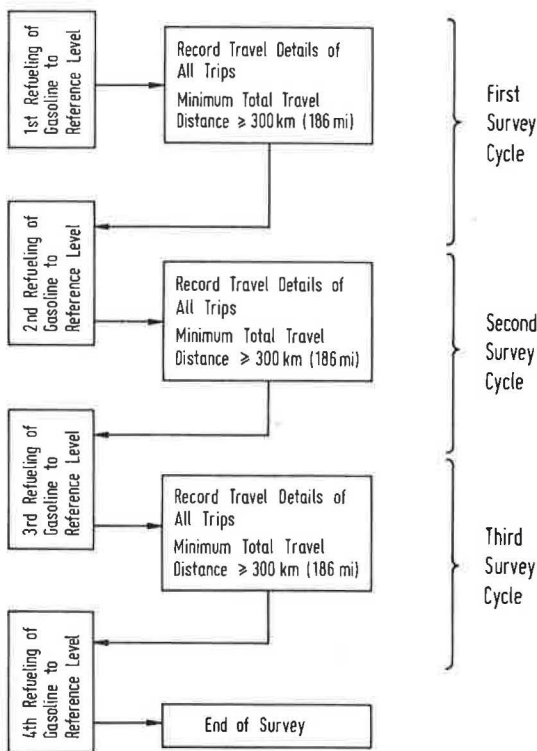 1st Refueling of
Gasoline to
Reference Level
Record Travel Details of
All Trips
Minimum Total Travel
Distance ≥ 300 km (186 mi)
First
Survey
Cycle
2nd Refueling of
Gasoline to
Reference Level
Record Travel Details of
All Trips
Minimum Total Travel
Distance ≥ 300 km (186 mi)
Second
Survey
Cycle
3rd Refueling of
Gasoline to
Reference Level
Record Travel Details of
All Trips
Minimum Total Travel
Distance ≥ 300 km (186 mi)
Third
Survey
Cycle
4th Refueling of
Gasoline to
Reference Level
End of Survey